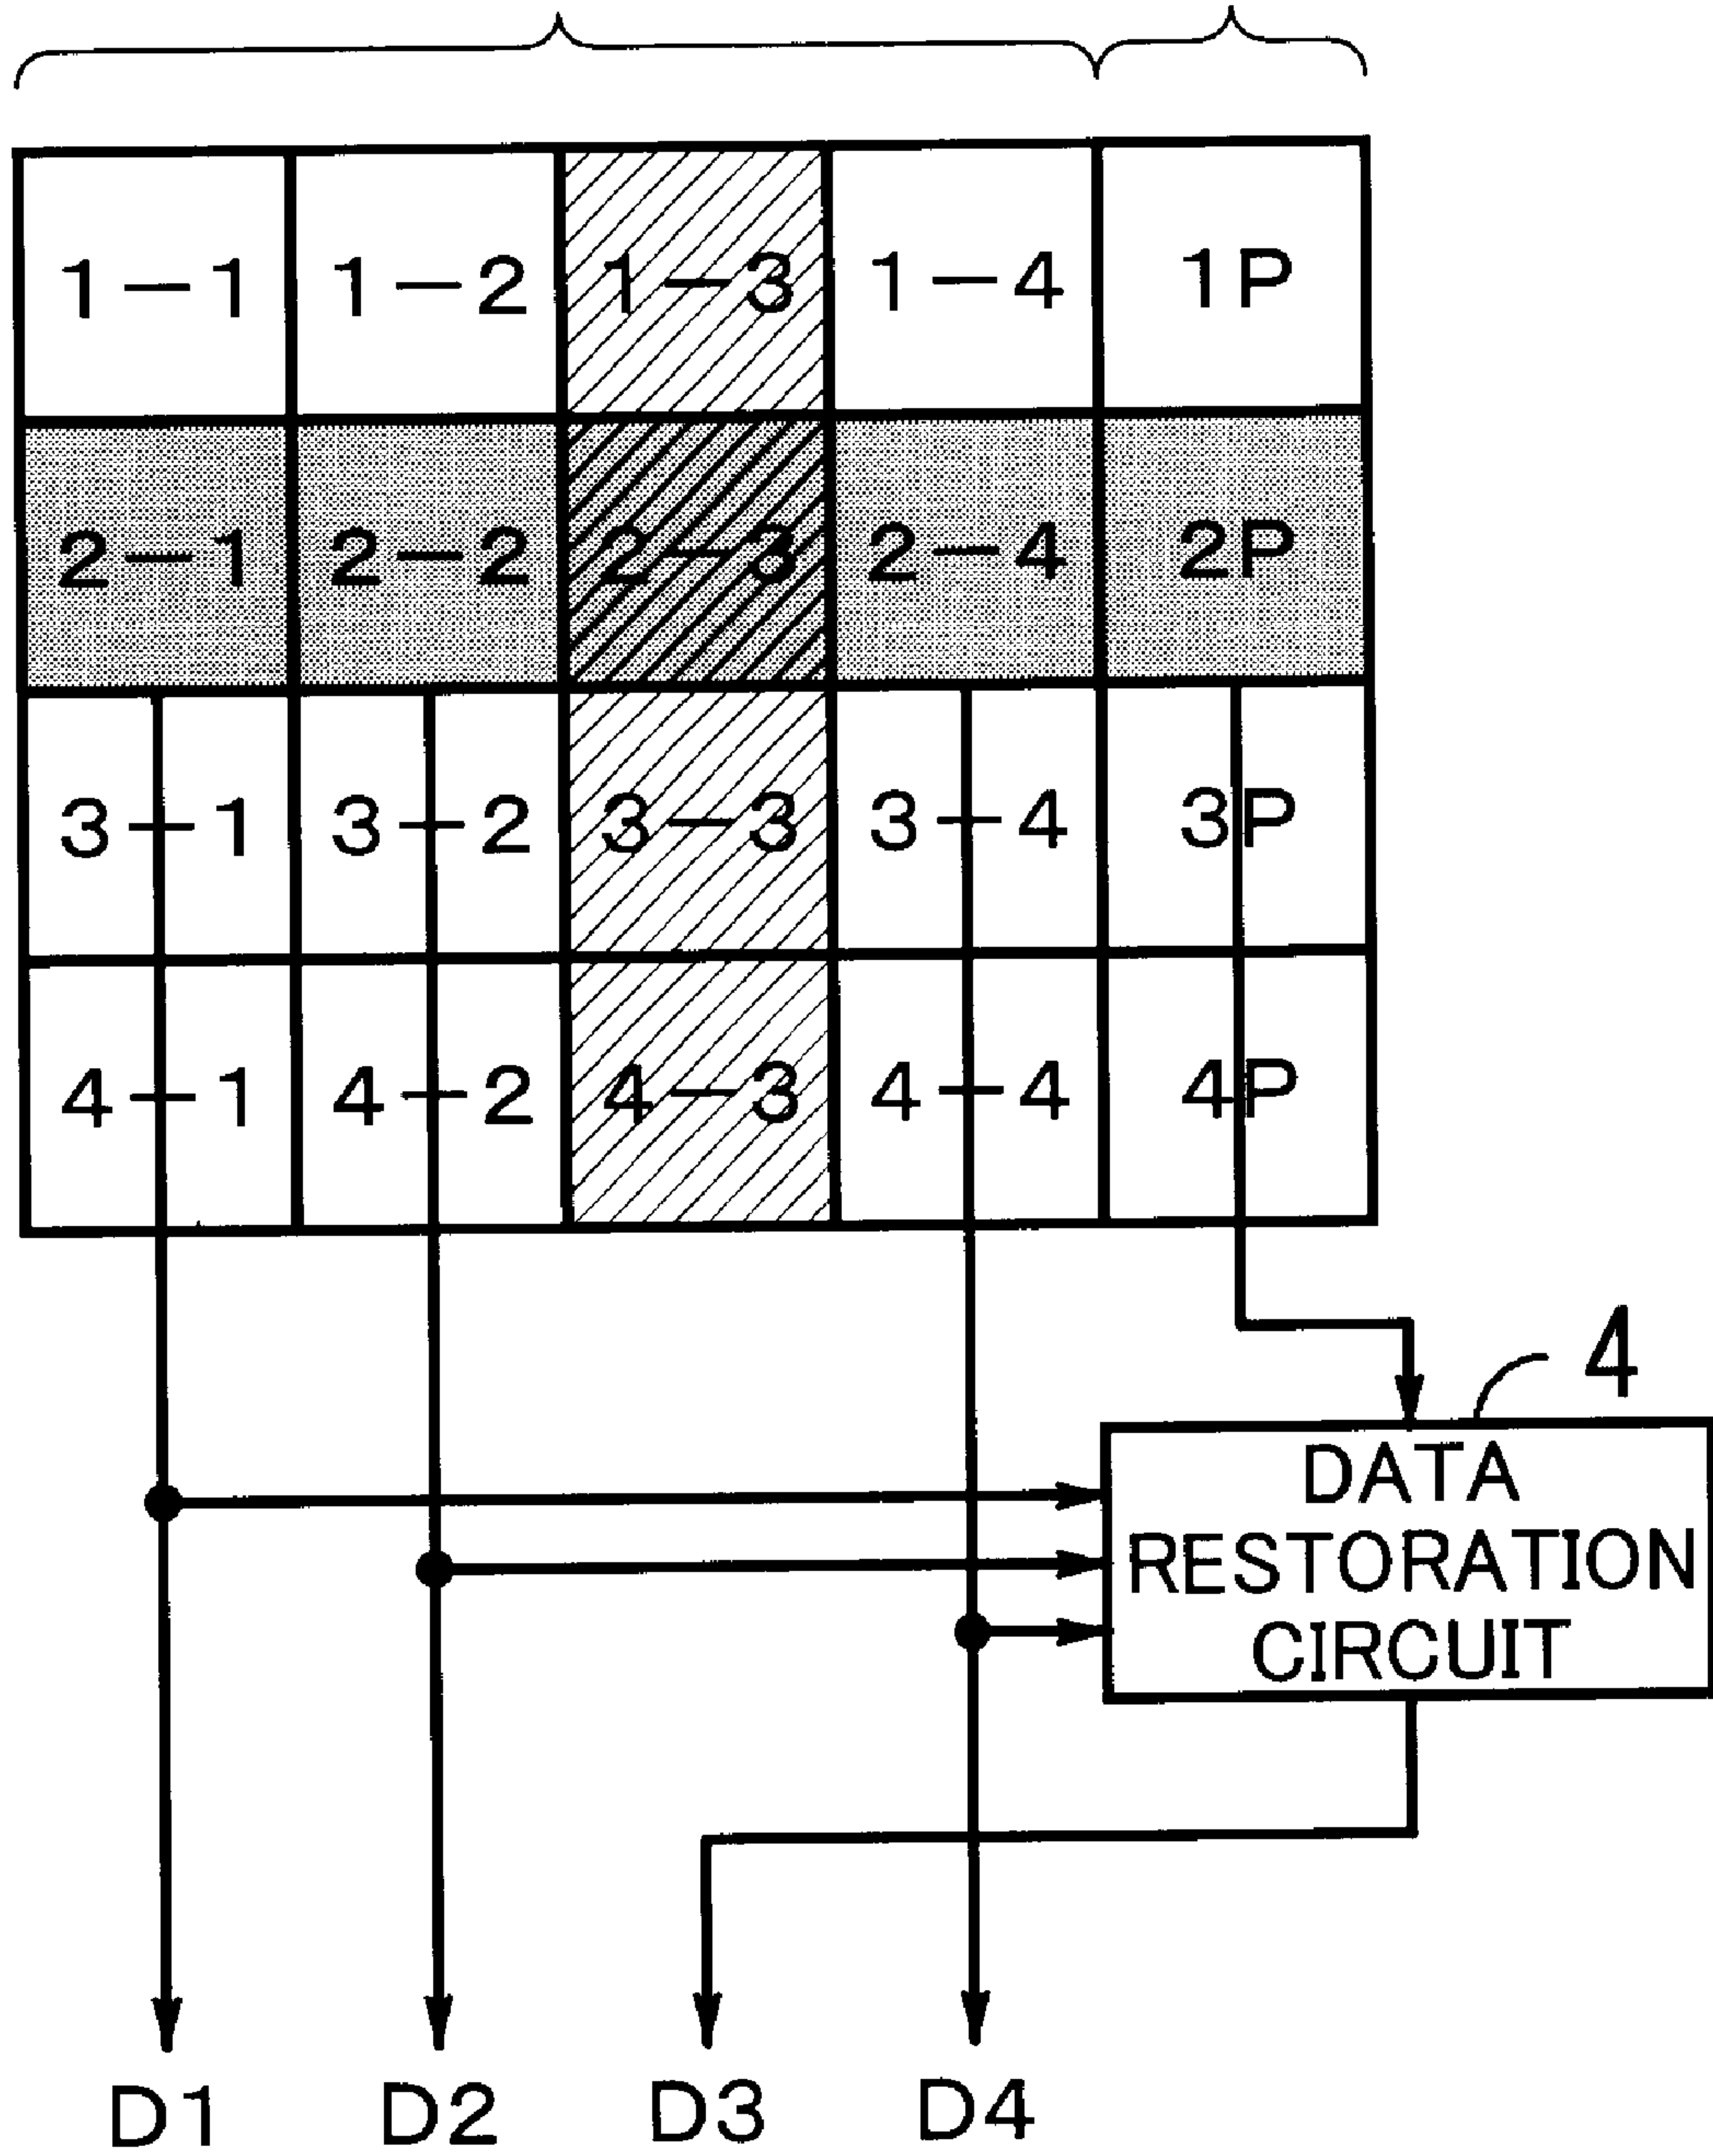 1-1 1-2 1-3 1-4 1P
2-1 2-2 2-3 2-4 2P
3-1 3-2 3-3 3-4 3P
4-1 4-2 4-3 4-4 4P
4
DATA
RESTORATION
CIRCUIT
D1 D2 D3 D4